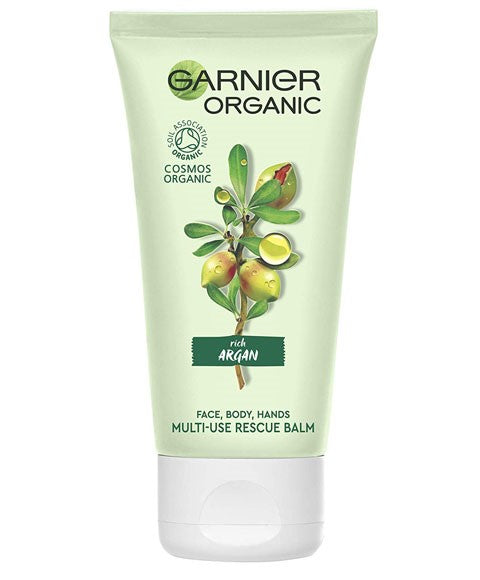 GARNIER
ORGANIC
SOIL ASSOCIATION
ORGANIC
COSMOS
ORGANIC
rich
ARGAN
FACE, BODY, HANDS
MULTI-USE RESCUE BALM